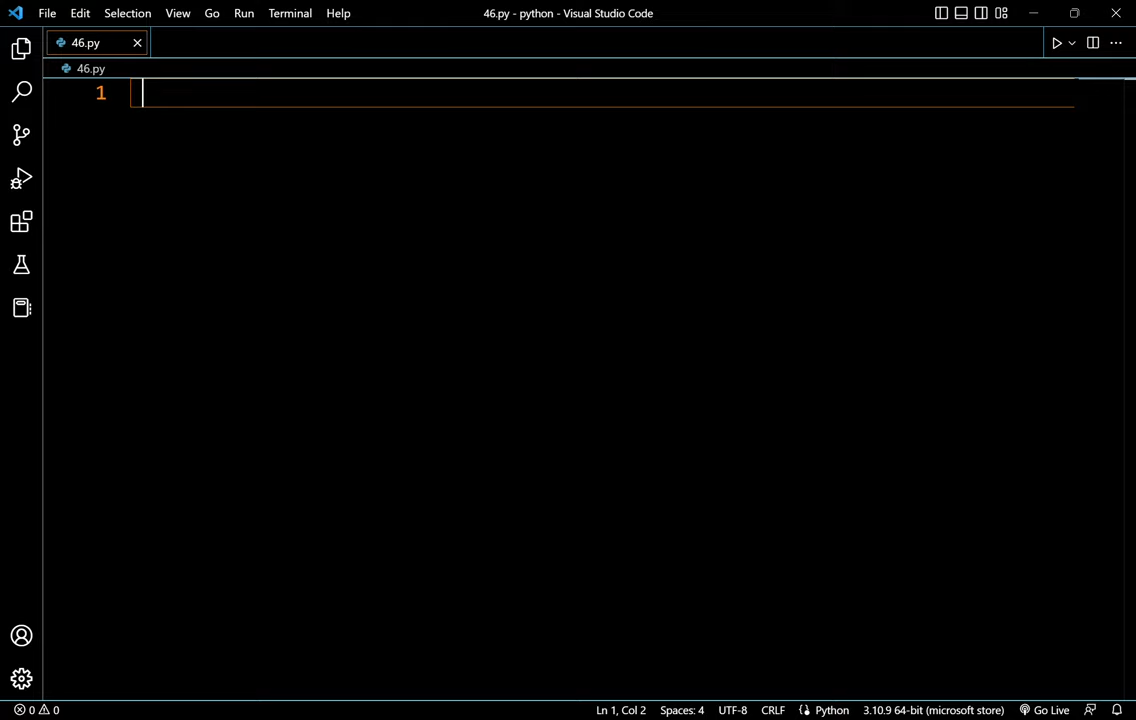 File Edit Selection View Go Run Terminal Help 46.py - python - Visual Studio Code
46.py
46.py
1
0 0 Ln 1, Col 2 Spaces: 4 UTF-8 CRLF Python 3.10.9 64-bit (microsoft store) Go Live